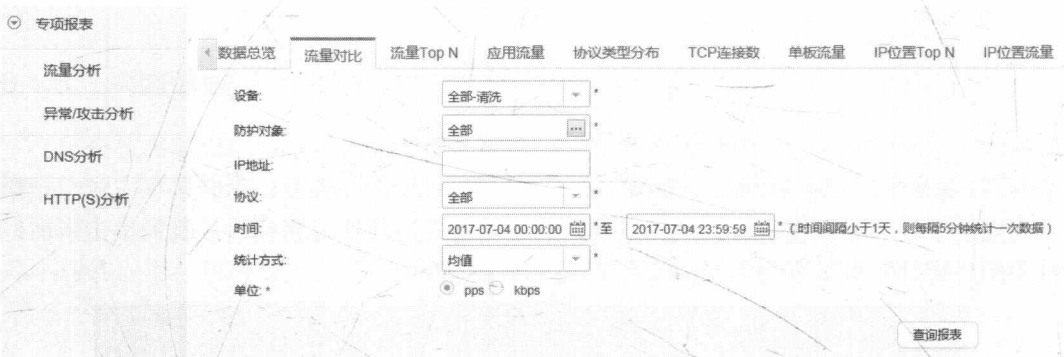 专项报表
流量分析
异常/攻击分析
DNS分析
HTTP(S)分析
数据总览 流量对比 流量Top N 应用流量 协议类型分布 TCP连接数 单板流量 IP位置Top N IP位置流量
设备: 全部-清洗 *
防护对象: 全部 ... *
IP地址:
协议: 全部 *
时间: 2017-07-04 00:00:00 * 至 2017-07-04 23:59:59 * ( 时间间隔小于1天，则每隔5分钟统计一次数据 )
统计方式: 均值 *
单位: * pps kbps
查询报表